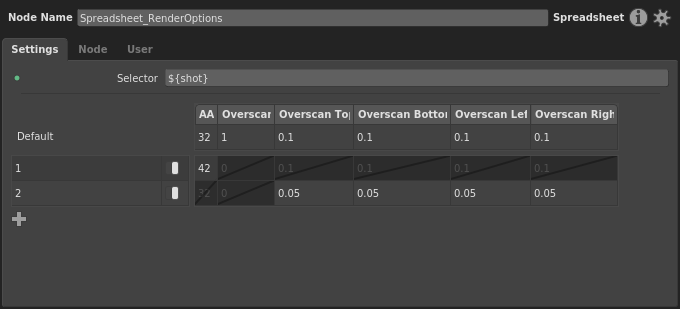 Node Name Spreadsheet_RenderOptions Spreadsheet
Settings Node User
Selector ${shot}
AA Overscan Overscan Top Overscan Bottom Overscan Left Overscan Righ
Default 32 1 0.1 0.1 0.1 0.1
1 42 0 0.1 0.1 0.1 0.1
2 32 0 0.05 0.05 0.05 0.05